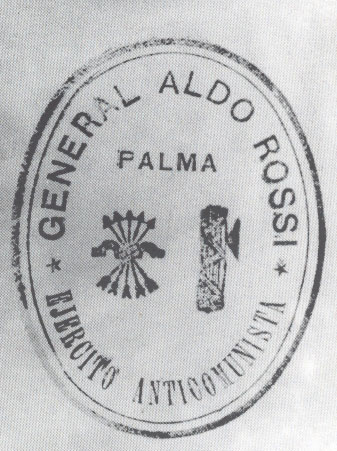 GENERAL ALDO ROSSI
PALMA
EJERCITO ANTICOMUNISTA